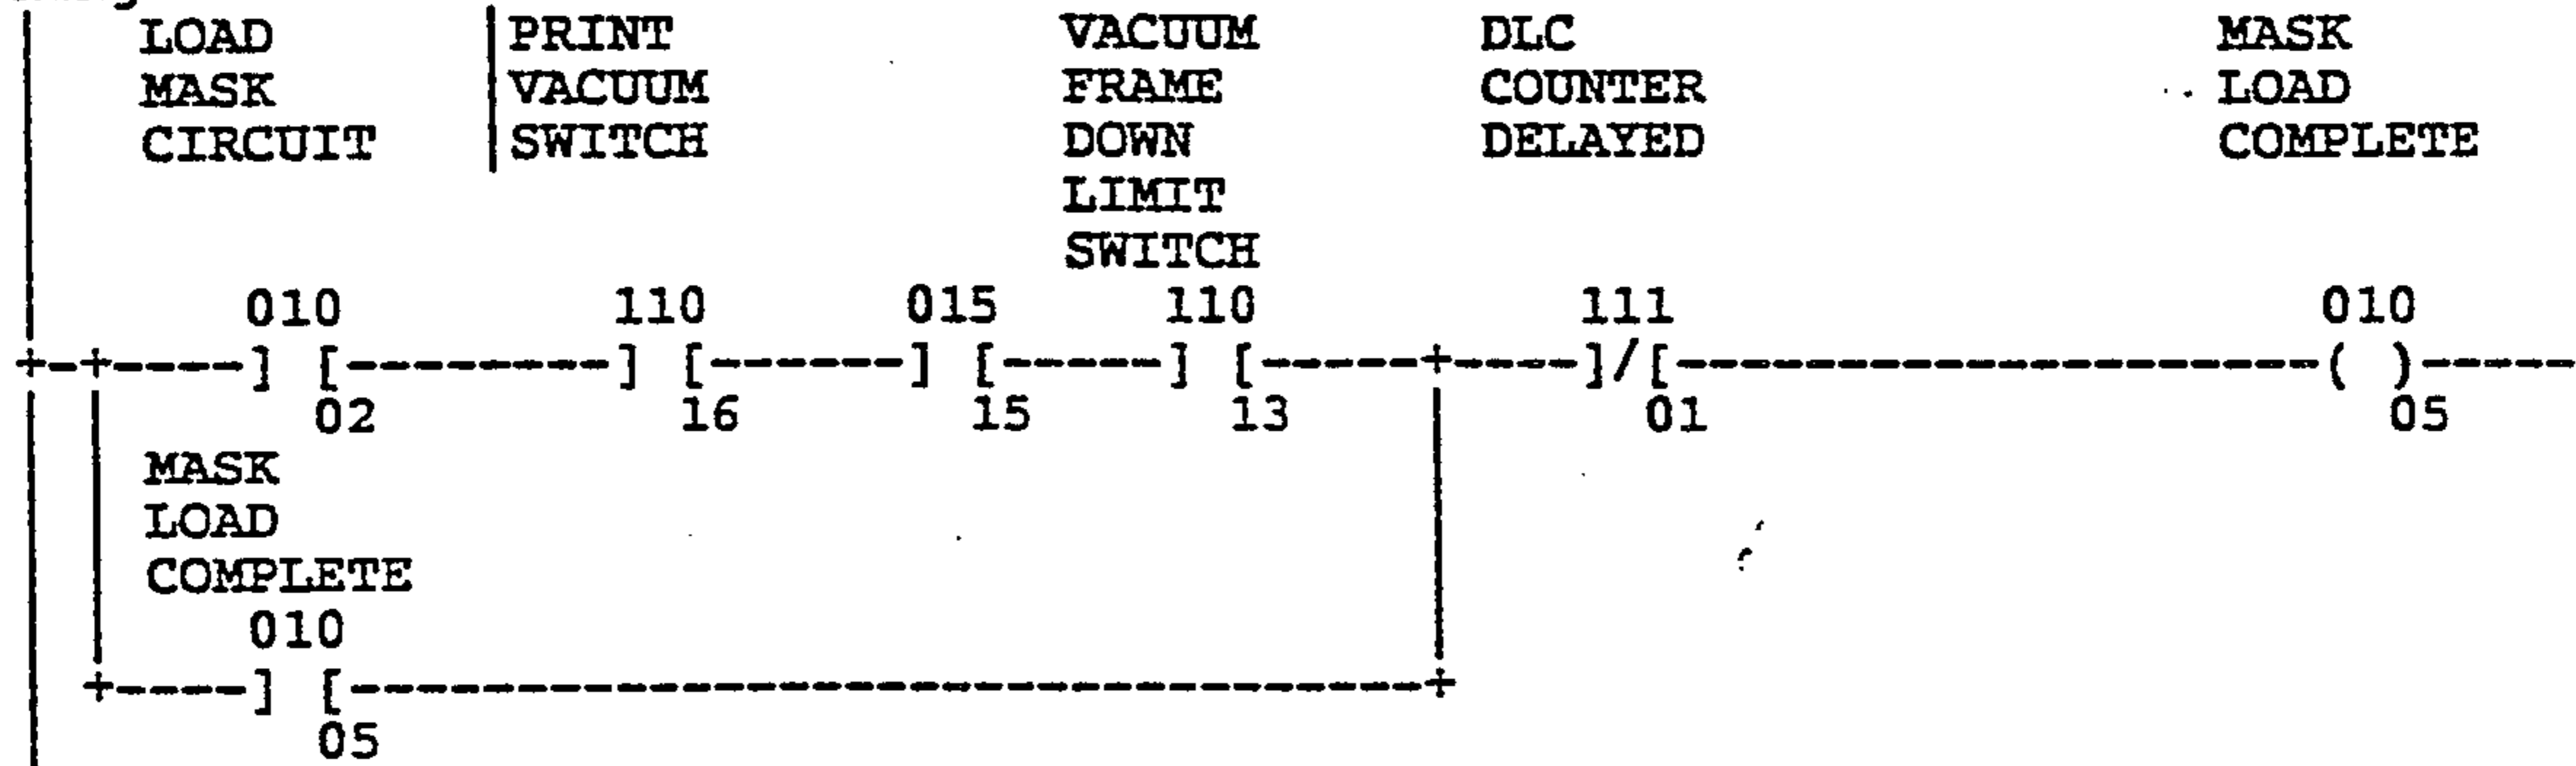 LOAD |PRINT VACUUM DLC MASK
MASK |VACUUM FRAME COUNTER LOAD
CIRCUIT |SWITCH DOWN DELAYED COMPLETE
LIMIT
SWITCH
010 110 015 110 111 010
+-+-----] [--------] [------] [-----] [-----+----]/[--------------------( )-----
02 16 15 13 01 05
MASK
LOAD
COMPLETE
010
+----] [---------------------------------+
05